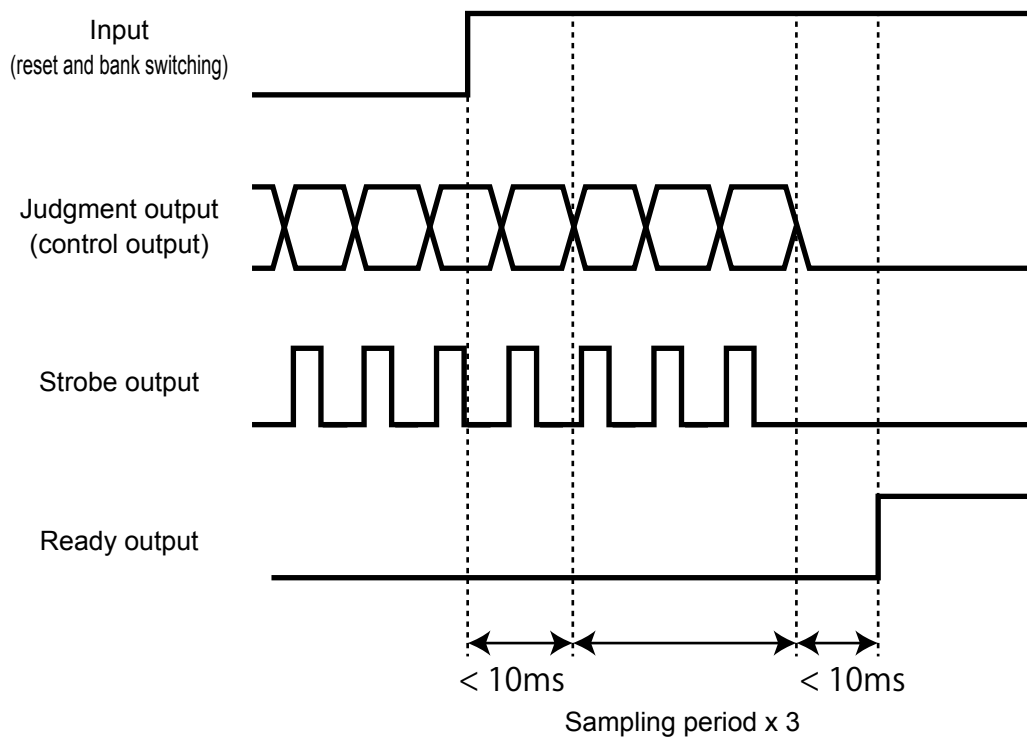 Input
(reset and bank switching)
Judgment output
(control output)
Strobe output
Ready output
< 10ms
< 10ms
Sampling period x 3